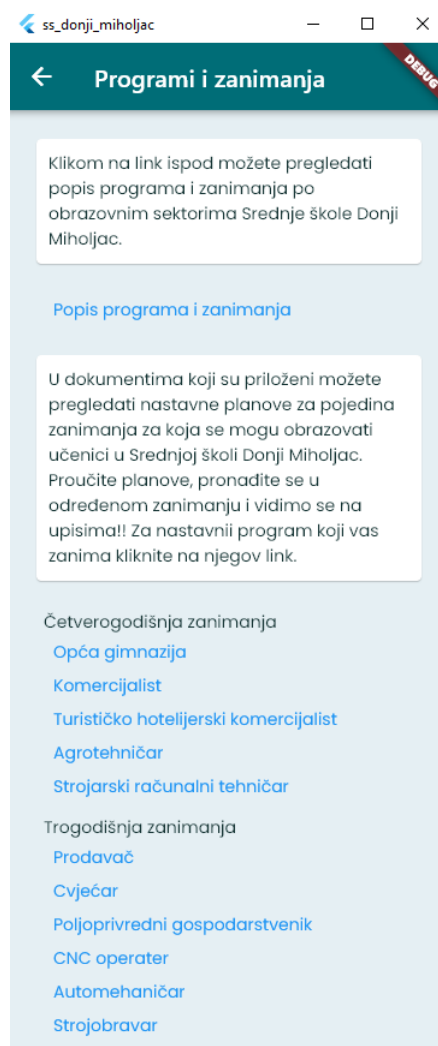 ss_donji_miholjac
DEBUG
Programi i zanimanja
Klikom na link ispod možete pregledati
popis programa i zanimanja po
obrazovnim sektorima Srednje škole Donji
Miholjac.
Popis programa i zanimanja
U dokumentima koji su priloženi možete
pregledati nastavne planove za pojedina
zanimanja za koja se mogu obrazovati
učenici u Srednjoj školi Donji Miholjac.
Proučite planove, pronađite se u
određenom zanimanju i vidimo se na
upisima!! Za nastavnii program koji vas
zanima kliknite na njegov link.
Četverogodišnja zanimanja
Opća gimnazija
Komercijalist
Turističko hotelijerski komercijalist
Agrotehničar
Strojarski računalni tehničar
Trogodišnja zanimanja
Prodavač
Cvjećar
Poljoprivredni gospodarstvenik
CNC operater
Automehaničar
Strojobravar